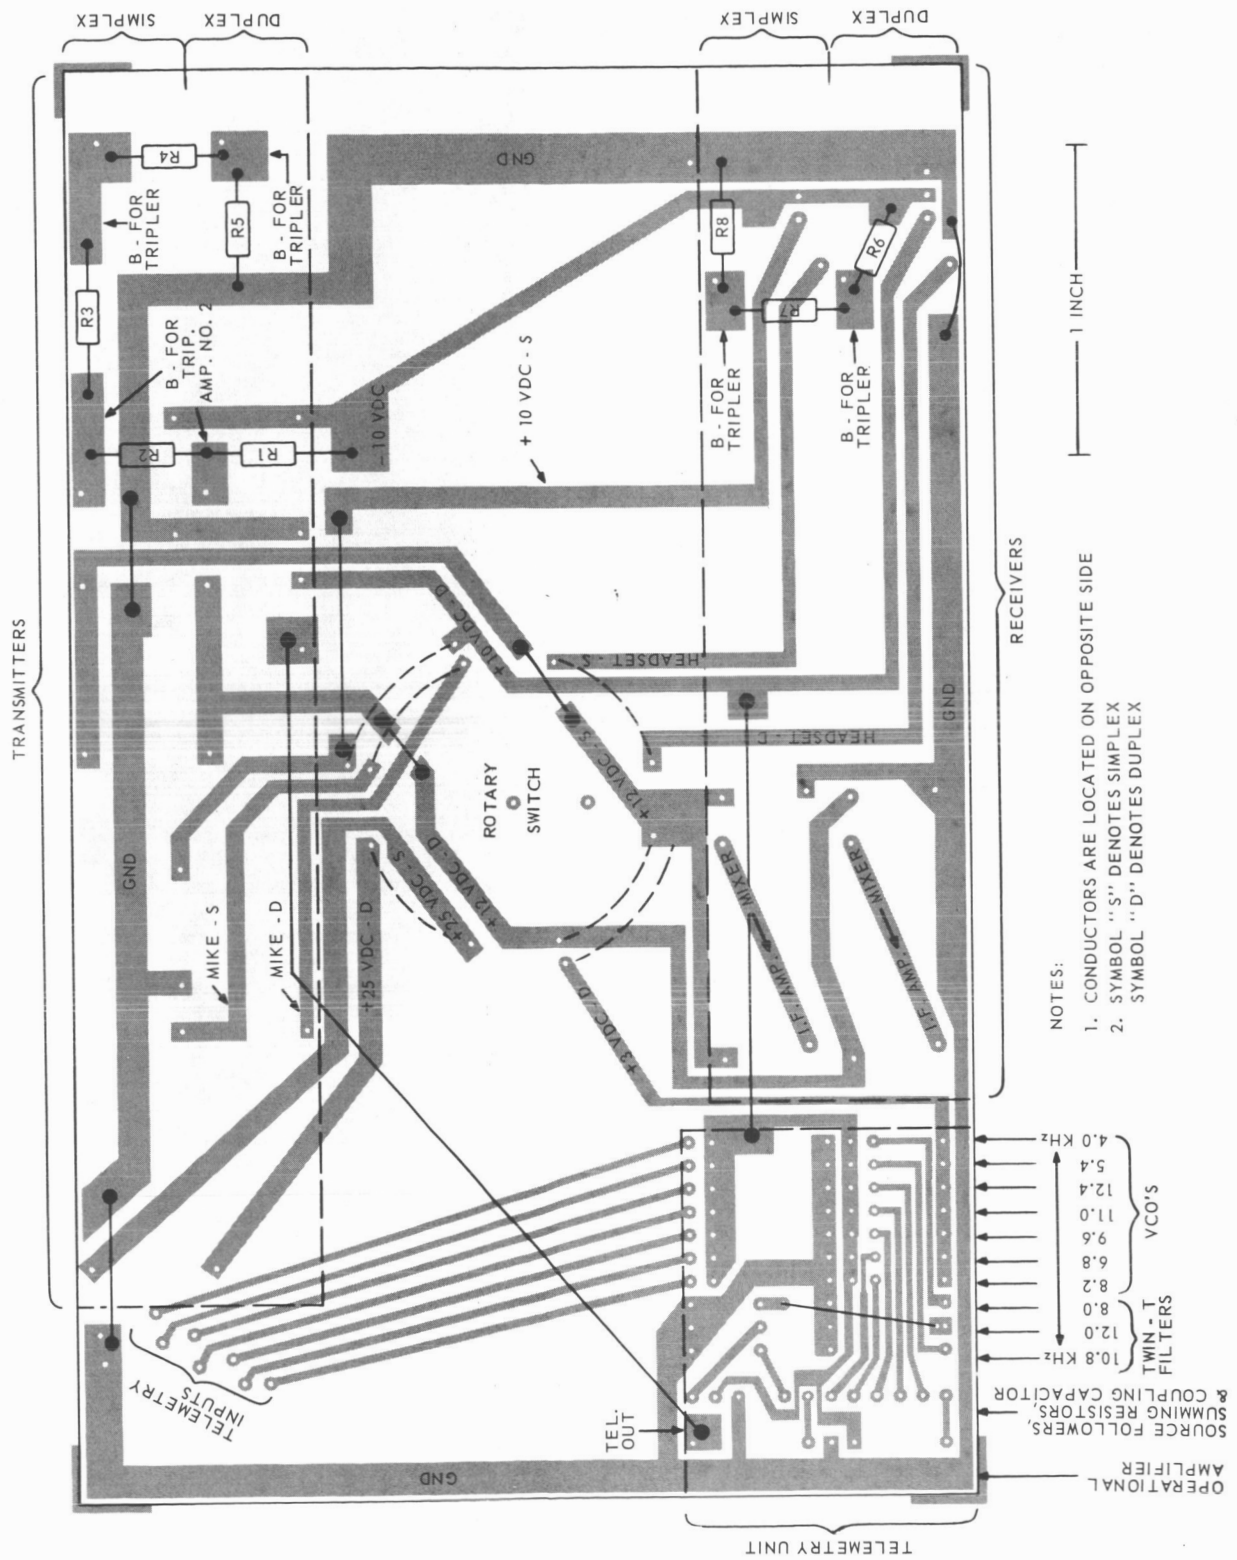 TRANSMITTERS
SIMPLEX
DUPLEX
SIMPLEX
DUPLEX
R4
B - FOR
TRIPLER
R5
B - FOR
TRIPLER
R3
B - FOR
TRIP.
AMP. NO. 2
R2
R1
- 10 VDC
GND
R8
R6
R7
B - FOR
TRIPLER
B - FOR
TRIPLER
+ 10 VDC - S
+10 VDC - D
HEADSET - S
HEADSET - D
+12 VDC - S
ROTARY
SWITCH
GND
GND
MIKE - S
MIKE - D
+25 VDC - S
+12 VDC - D
+25 VDC - D
+3 VDC - D
I.F. AMP. MIXER
I.F. AMP. MIXER
RECEIVERS
1 INCH
NOTES:
1. CONDUCTORS ARE LOCATED ON OPPOSITE SIDE
2. SYMBOL "S" DENOTES SIMPLEX
SYMBOL "D" DENOTES DUPLEX
TELEMETRY
INPUTS
TEL.
OUT
GND
TELEMETRY UNIT
4.0 KHz
5.4
12.4
11.0
9.6
6.8
8.2
VCO'S
8.0
12.0
10.8 KHz
TWIN - T
FILTERS
SOURCE FOLLOWERS,
SUMMING RESISTORS,
& COUPLING CAPACITOR
OPERATIONAL
AMPLIFIER